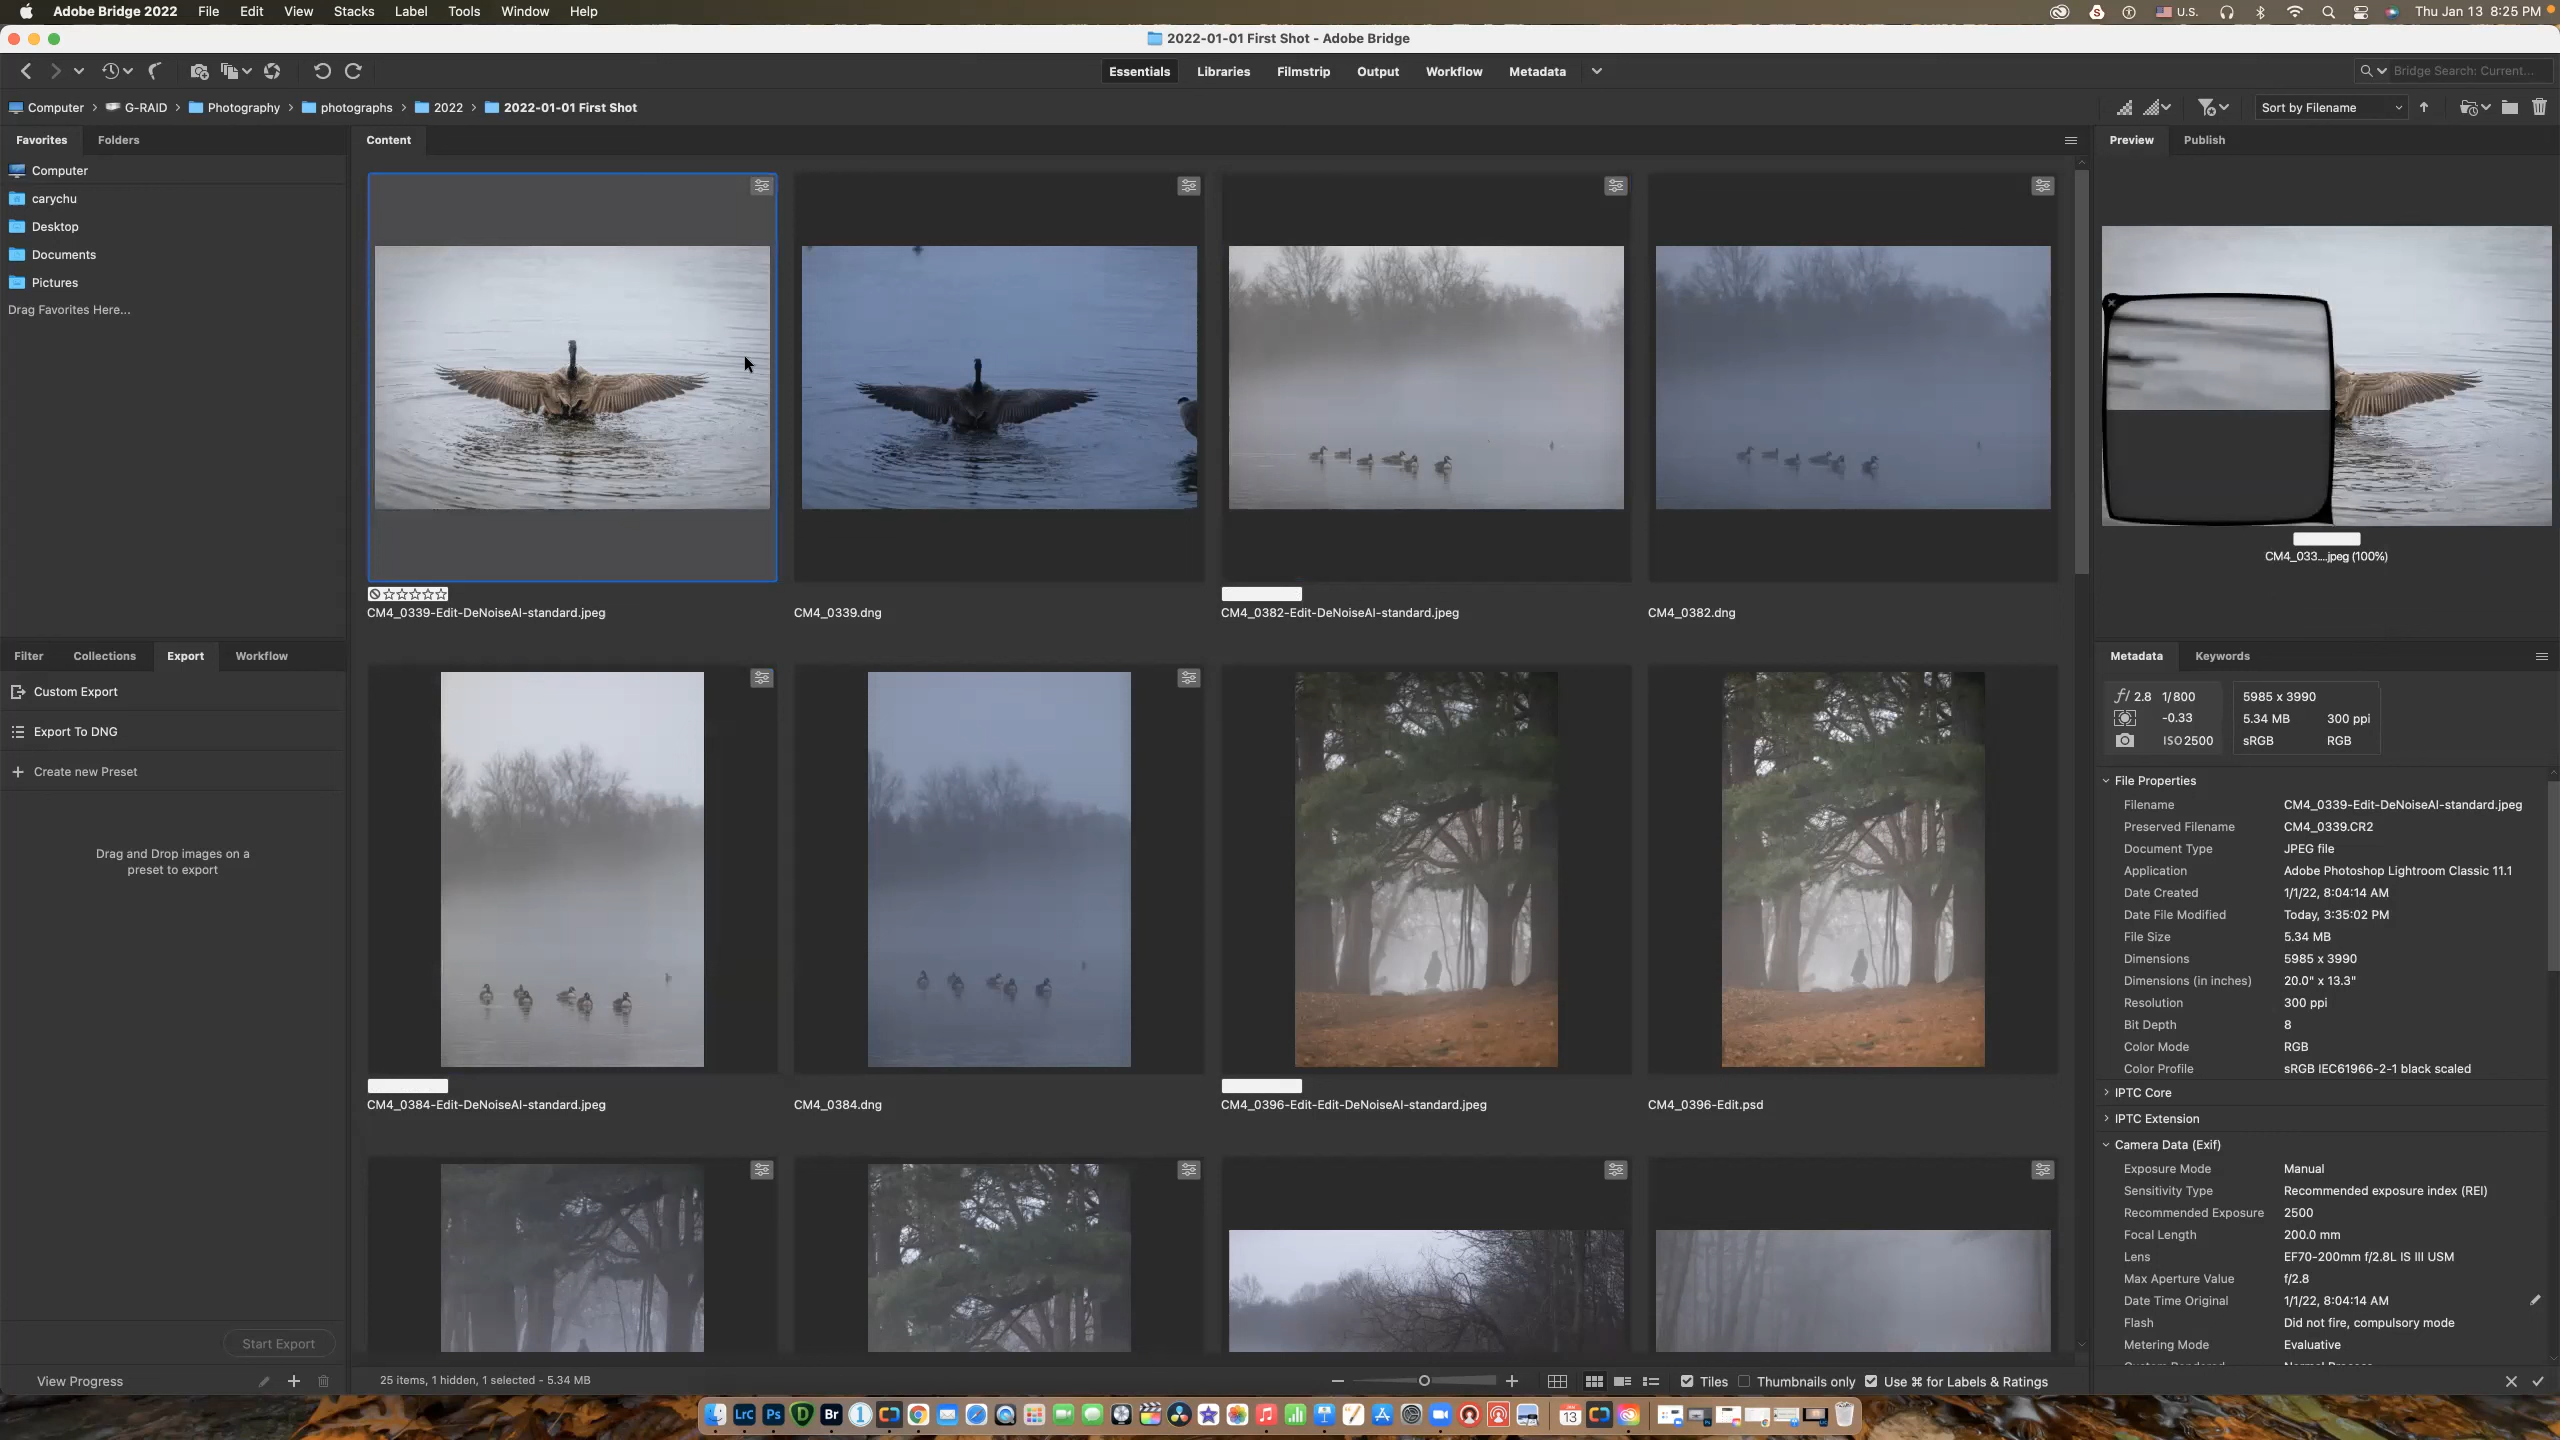 Adobe Bridge 2022 File Edit View Stacks Label Tools Window Help U.S. Thu Jan 13 8:25 PM
2022-01-01 First Shot - Adobe Bridge
Essentials Libraries Filmstrip Output Workflow Metadata Bridge Search: Current...
Computer G-RAID Photography photographs 2022 2022-01-01 First Shot Sort by Filename
Favorites Folders
Computer
carychu
Desktop
Documents
Pictures
Drag Favorites Here...
Filter Collections Export Workflow
Custom Export
Export To DNG
Create new Preset
Drag and Drop images on a
preset to export
Start Export
View Progress
Content
CM4_0339-Edit-DeNoiseAI-standard.jpeg CM4_0339.dng CM4_0382-Edit-DeNoiseAI-standard.jpeg CM4_0382.dng
CM4_0384-Edit-DeNoiseAI-standard.jpeg CM4_0384.dng CM4_0396-Edit-Edit-DeNoiseAI-standard.jpeg CM4_0396-Edit.psd
25 items, 1 hidden, 1 selected - 5.34 MB Tiles Thumbnails only Use ⌘ for Labels & Ratings
Preview Publish
CM4_033...jpeg (100%)
Metadata Keywords
f/ 2.8 1/800 5985 x 3990
-0.33 5.34 MB 300 ppi
ISO2500 sRGB RGB
File Properties
Filename CM4_0339-Edit-DeNoiseAI-standard.jpeg
Preserved Filename CM4_0339.CR2
Document Type JPEG file
Application Adobe Photoshop Lightroom Classic 11.1
Date Created 1/1/22, 8:04:14 AM
Date File Modified Today, 3:35:02 PM
File Size 5.34 MB
Dimensions 5985 x 3990
Dimensions (in inches) 20.0" x 13.3"
Resolution 300 ppi
Bit Depth 8
Color Mode RGB
Color Profile sRGB IEC61966-2-1 black scaled
IPTC Core
IPTC Extension
Camera Data (Exif)
Exposure Mode Manual
Sensitivity Type Recommended exposure index (REI)
Recommended Exposure 2500
Focal Length 200.0 mm
Lens EF70-200mm f/2.8L IS III USM
Max Aperture Value f/2.8
Date Time Original 1/1/22, 8:04:14 AM
Flash Did not fire, compulsory mode
Metering Mode Evaluative
LrC Ps Br 13